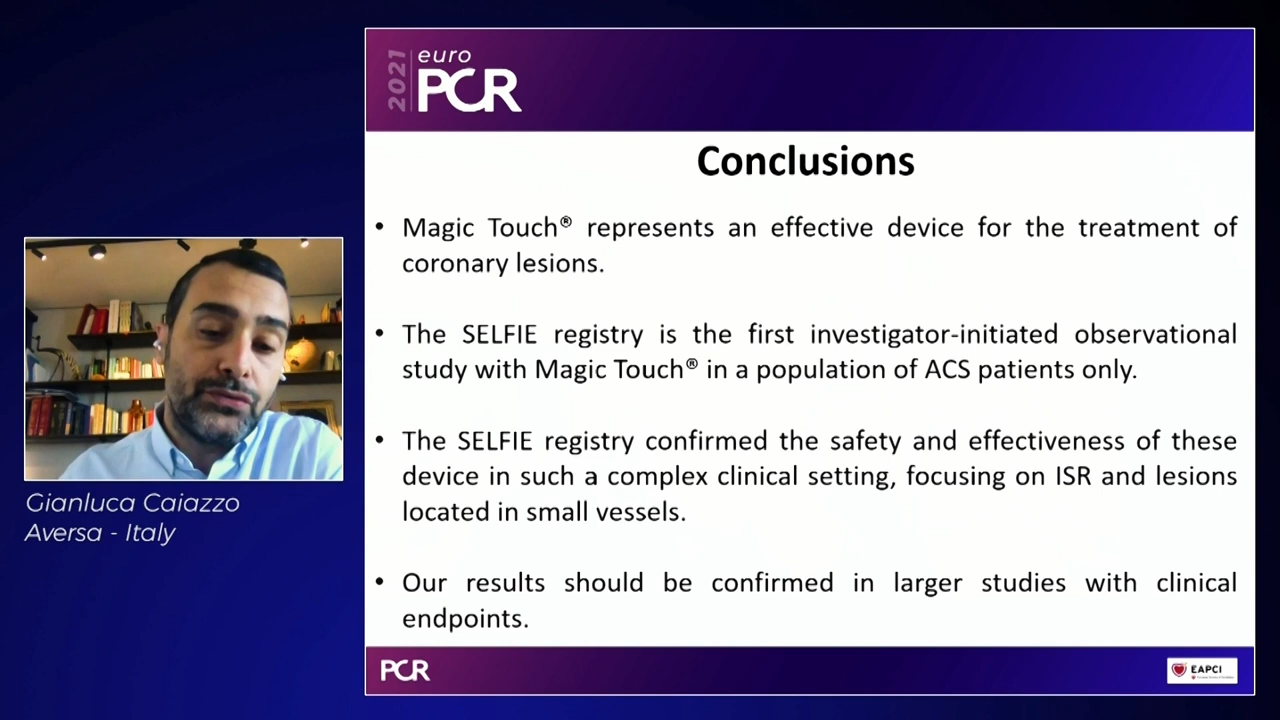 2021
euro
PCR
Conclusions
• Magic Touch® represents an effective device for the treatment of
coronary lesions.
• The SELFIE registry is the first investigator-initiated observational
study with Magic Touch® in a population of ACS patients only.
• The SELFIE registry confirmed the safety and effectiveness of these
device in such a complex clinical setting, focusing on ISR and lesions
located in small vessels.
• Our results should be confirmed in larger studies with clinical
endpoints.
Gianluca Caiazzo
Aversa - Italy
PCR
EAPCI